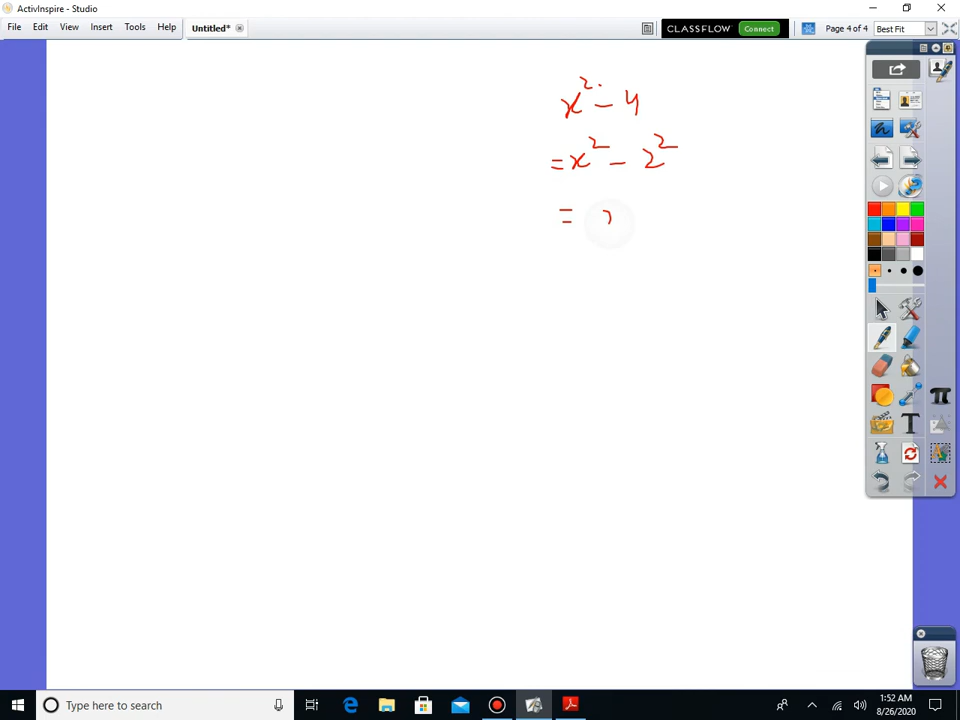 ActivInspire - Studio
File Edit View Insert Tools Help Untitled* CLASSFLOW Connect Page 4 of 4 Best Fit
x² - 4
= x² - 2²
=
Type here to search
1:52 AM
8/26/2020